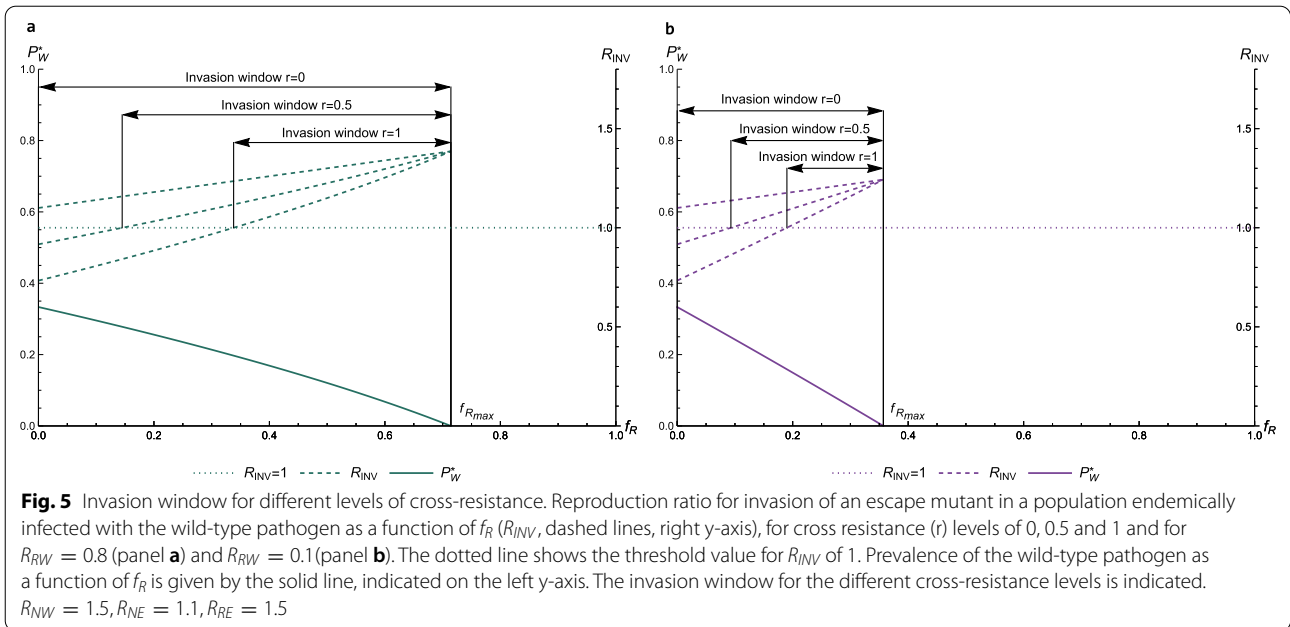 a
P*W
RINV
1.0
0.8
0.6
0.4
0.2
0.0
Invasion window r=0
Invasion window r=0.5
Invasion window r=1
1.5
1.0
0.5
fRmax
fR
0.0 0.2 0.4 0.6 0.8 1.0
RINV=1 RINV P*W
b
P*W
RINV
1.0
0.8
0.6
0.4
0.2
0.0
Invasion window r=0
Invasion window r=0.5
Invasion window r=1
1.5
1.0
0.5
fRmax
fR
0.0 0.2 0.4 0.6 0.8 1.0
RINV=1 RINV P*W
Fig. 5 Invasion window for different levels of cross-resistance. Reproduction ratio for invasion of an escape mutant in a population endemically
infected with the wild-type pathogen as a function of fR (RINV, dashed lines, right y-axis), for cross resistance (r) levels of 0, 0.5 and 1 and for
RRW = 0.8 (panel a) and RRW = 0.1(panel b). The dotted line shows the threshold value for RINV of 1. Prevalence of the wild-type pathogen as
a function of fR is given by the solid line, indicated on the left y-axis. The invasion window for the different cross-resistance levels is indicated.
RNW = 1.5, RNE = 1.1, RRE = 1.5